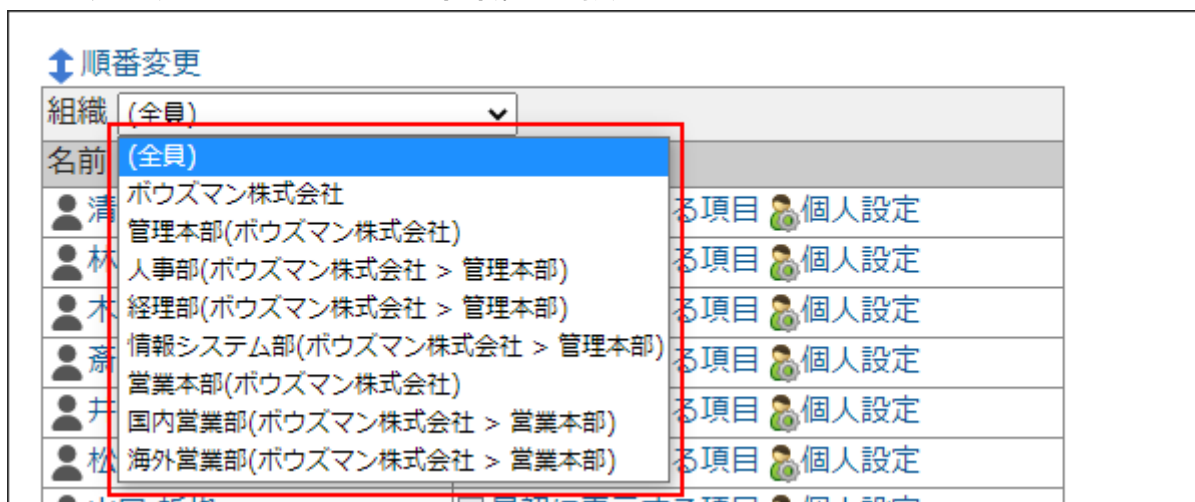 順番変更
組織 (全員)
名前
(全員)
ボウズマン株式会社
管理本部(ボウズマン株式会社)
人事部(ボウズマン株式会社 > 管理本部)
経理部(ボウズマン株式会社 > 管理本部)
情報システム部(ボウズマン株式会社 > 管理本部)
営業本部(ボウズマン株式会社)
国内営業部(ボウズマン株式会社 > 営業本部)
海外営業部(ボウズマン株式会社 > 営業本部)
清 る項目 個人設定
林 る項目 個人設定
木 る項目 個人設定
斎 る項目 個人設定
井 る項目 個人設定
松 る項目 個人設定